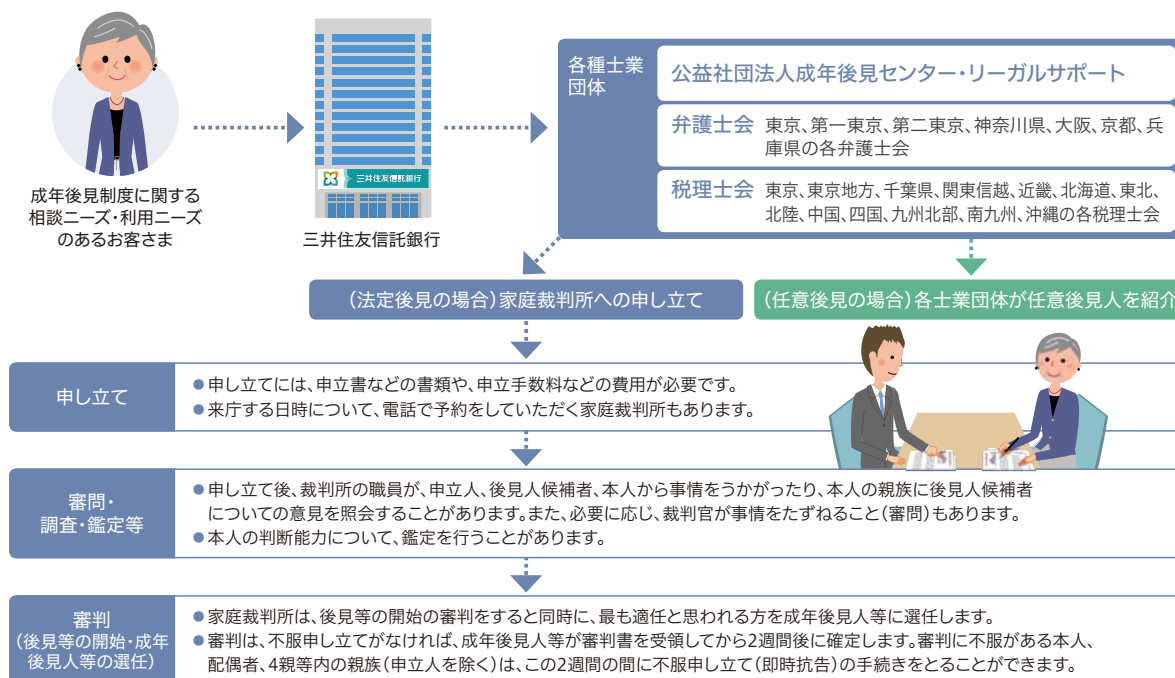 成年後見制度に関する
相談ニーズ・利用ニーズ
のあるお客さま
三井住友信託銀行
三井住友信託銀行
各種士業
団体
公益社団法人成年後見センター・リーガルサポート
弁護士会 東京、第一東京、第二東京、神奈川県、大阪、京都、兵
庫県の各弁護士会
税理士会 東京、東京地方、千葉県、関東信越、近畿、北海道、東北、
北陸、中国、四国、九州北部、南九州、沖縄の各税理士会
(法定後見の場合)家庭裁判所への申し立て
(任意後見の場合)各士業団体が任意後見人を紹介
申し立て
●申し立てには、申立書などの書類や、申立手数料などの費用が必要です。
●来庁する日時について、電話で予約をしていただく家庭裁判所もあります。
審問・
調査・鑑定等
●申し立て後、裁判所の職員が、申立人、後見人候補者、本人から事情をうかがったり、本人の親族に後見人候補者
についての意見を照会することがあります。また、必要に応じ、裁判官が事情をたずねること(審問)もあります。
●本人の判断能力について、鑑定を行うことがあります。
審判
(後見等の開始・成年
後見人等の選任)
●家庭裁判所は、後見等の開始の審判をすると同時に、最も適任と思われる方を成年後見人等に選任します。
●審判は、不服申し立てがなければ、成年後見人等が審判書を受領してから2週間後に確定します。審判に不服がある本人、
配偶者、4親等内の親族(申立人を除く)は、この2週間の間に不服申し立て(即時抗告)の手続きをとることができます。